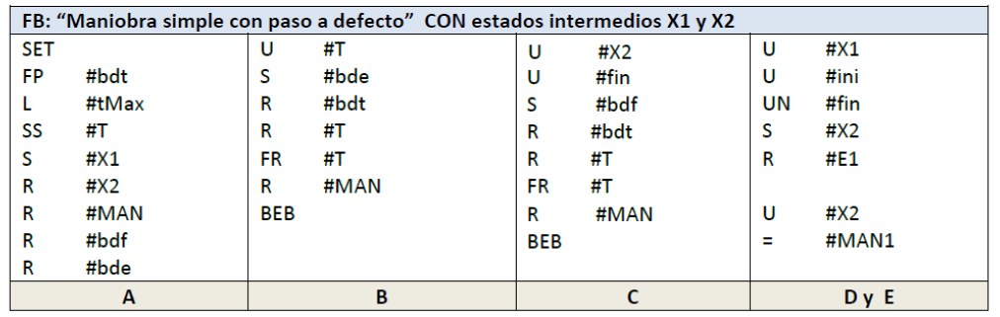 FB: “Maniobra simple con paso a defecto” CON estados intermedios X1 y X2
SET
FP #bdt
L #tMax
SS #T
S #X1
R #X2
R #MAN
R #bdf
R #bde
A
U #T
S #bde
R #bdt
R #T
FR #T
R #MAN
BEB
B
U #X2
U #fin
S #bdf
R #bdt
R #T
FR #T
R #MAN
BEB
C
U #X1
U #ini
UN #fin
S #X2
R #E1
U #X2
= #MAN1
D y E